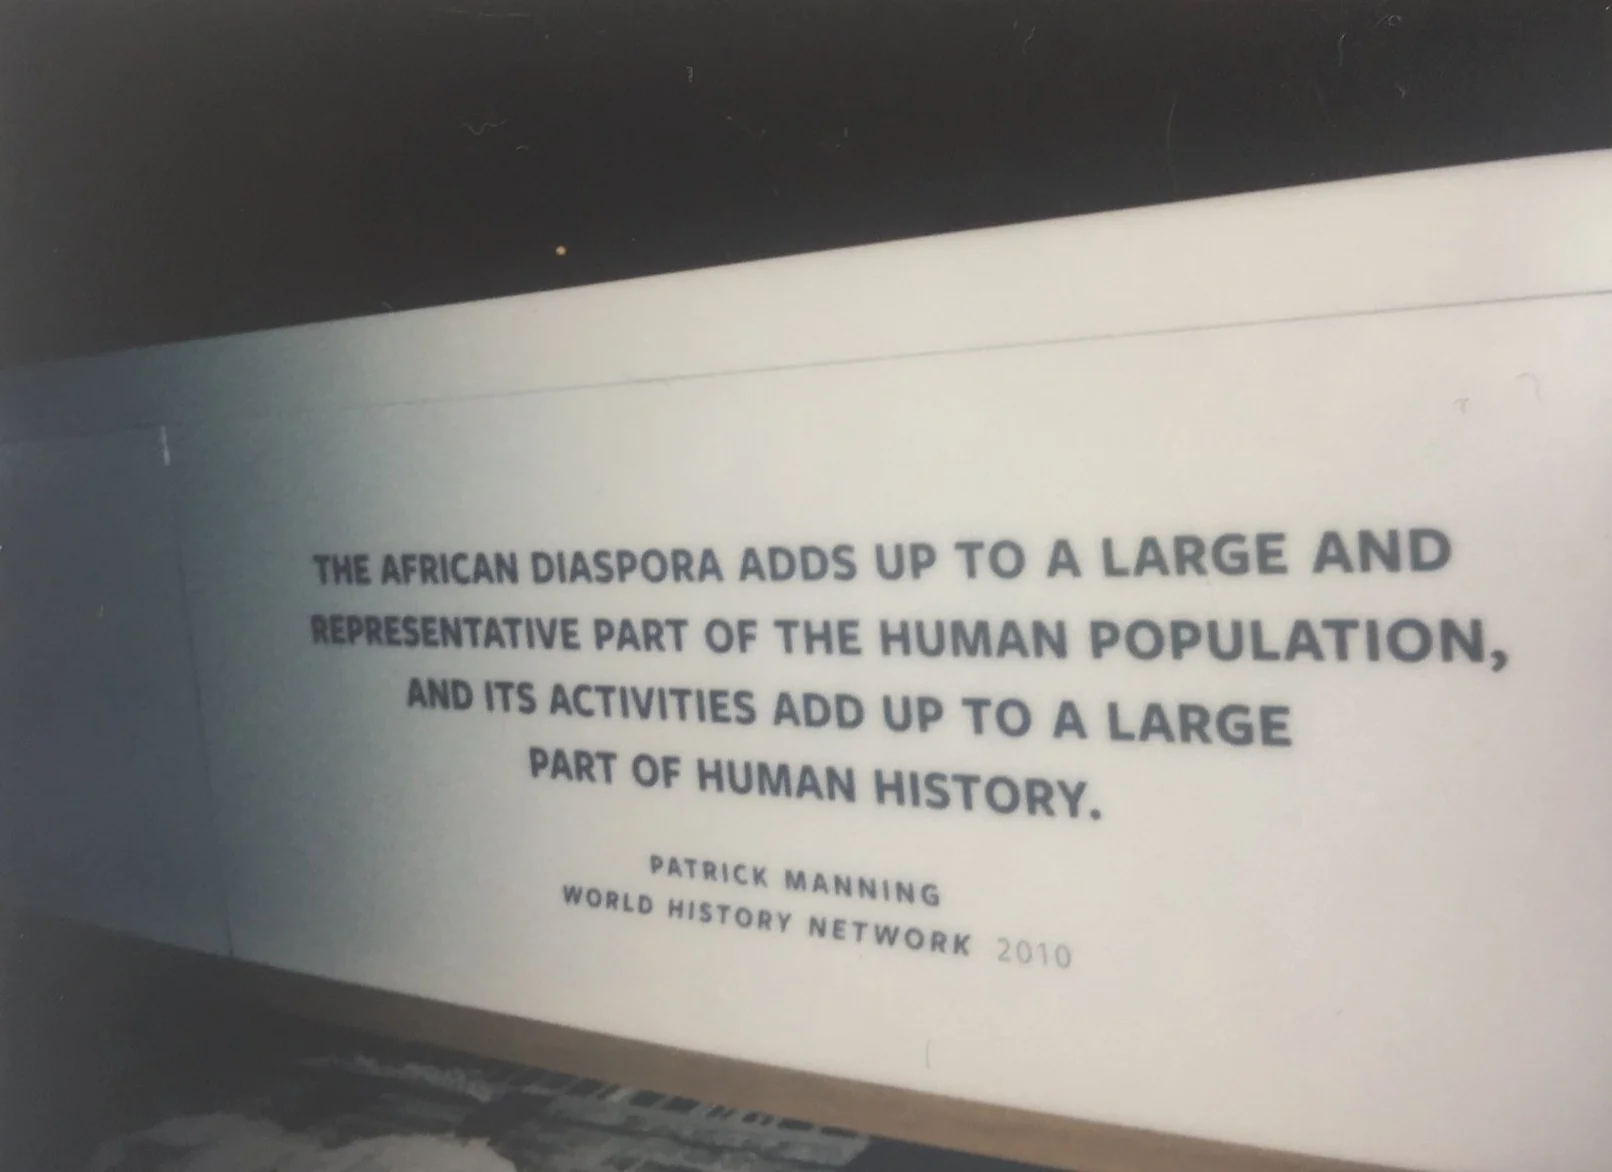 THE AFRICAN DIASPORA ADDS UP TO A LARGE AND
REPRESENTATIVE PART OF THE HUMAN POPULATION,
AND ITS ACTIVITIES ADD UP TO A LARGE
PART OF HUMAN HISTORY.
PATRICK MANNING
WORLD HISTORY NETWORK 2010